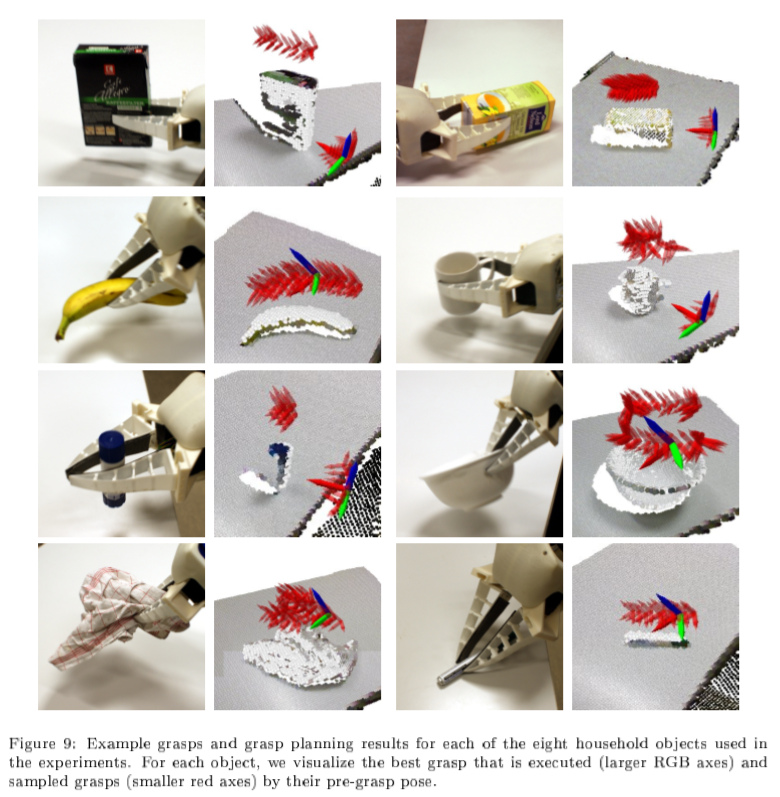 Café
Allegro
Figure 9: Example grasps and grasp planning results for each of the eight household objects used in
the experiments. For each object, we visualize the best grasp that is executed (larger RGB axes) and
sampled grasps (smaller red axes) by their pre-grasp pose.